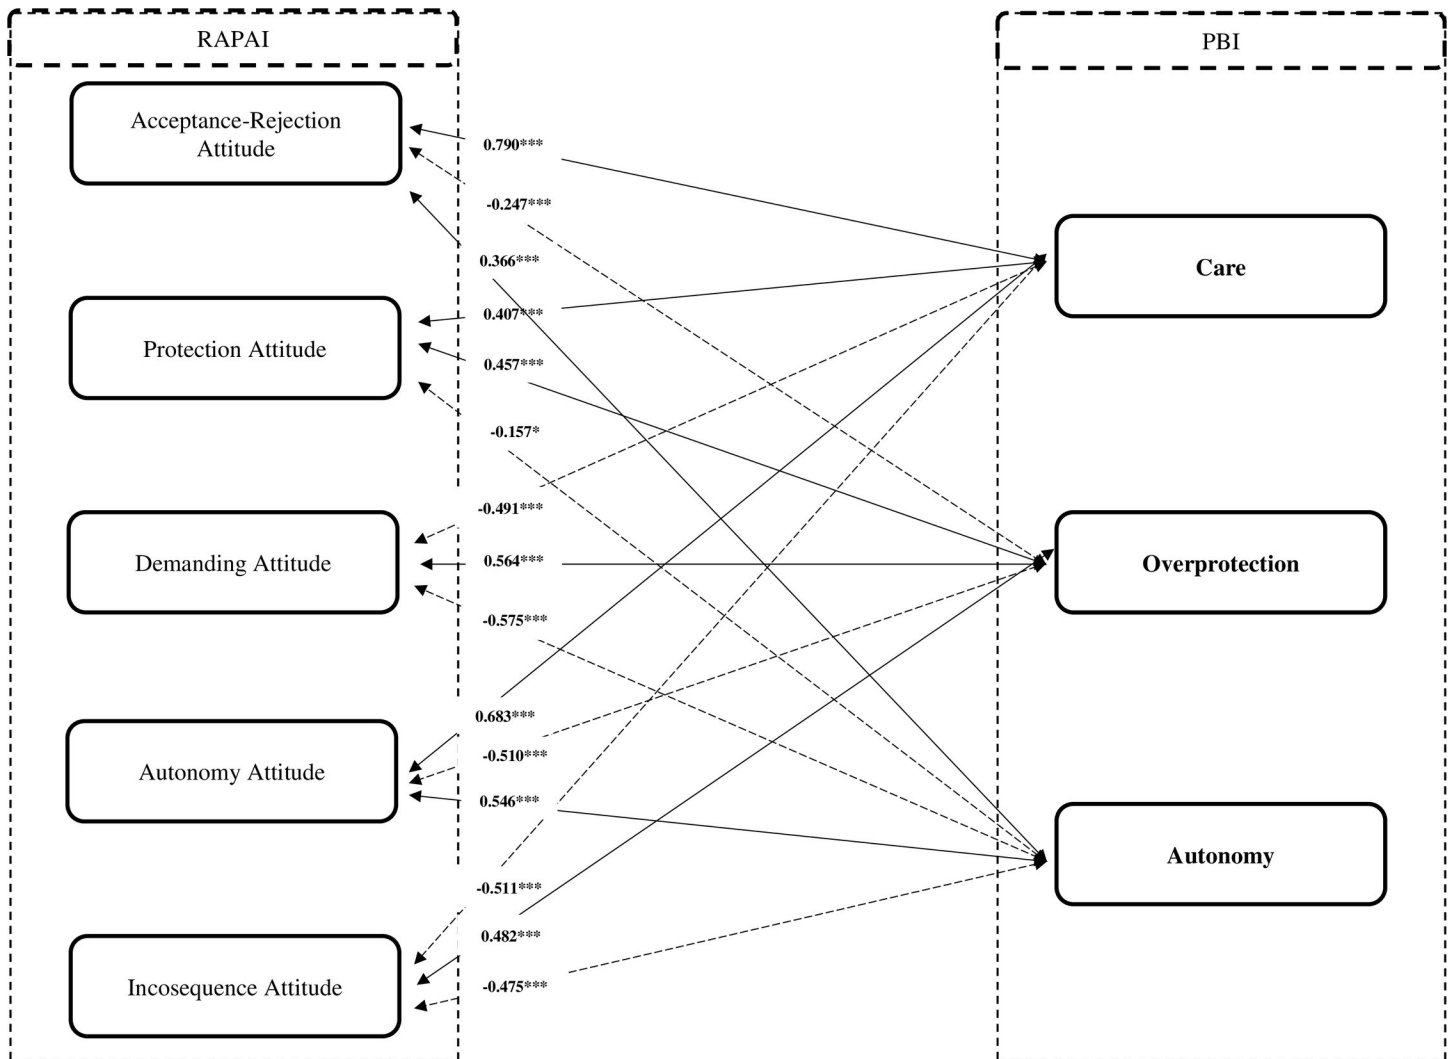 RAPAI
PBI
Acceptance-Rejection
Attitude
0.790***
-0.247***
0.366***
Care
Protection Attitude
0.407***
0.457***
-0.157*
Demanding Attitude
-0.491***
0.564***
-0.575***
Overprotection
Autonomy Attitude
0.683***
-0.510***
0.546***
Autonomy
Incosequence Attitude
-0.511***
0.482***
-0.475***